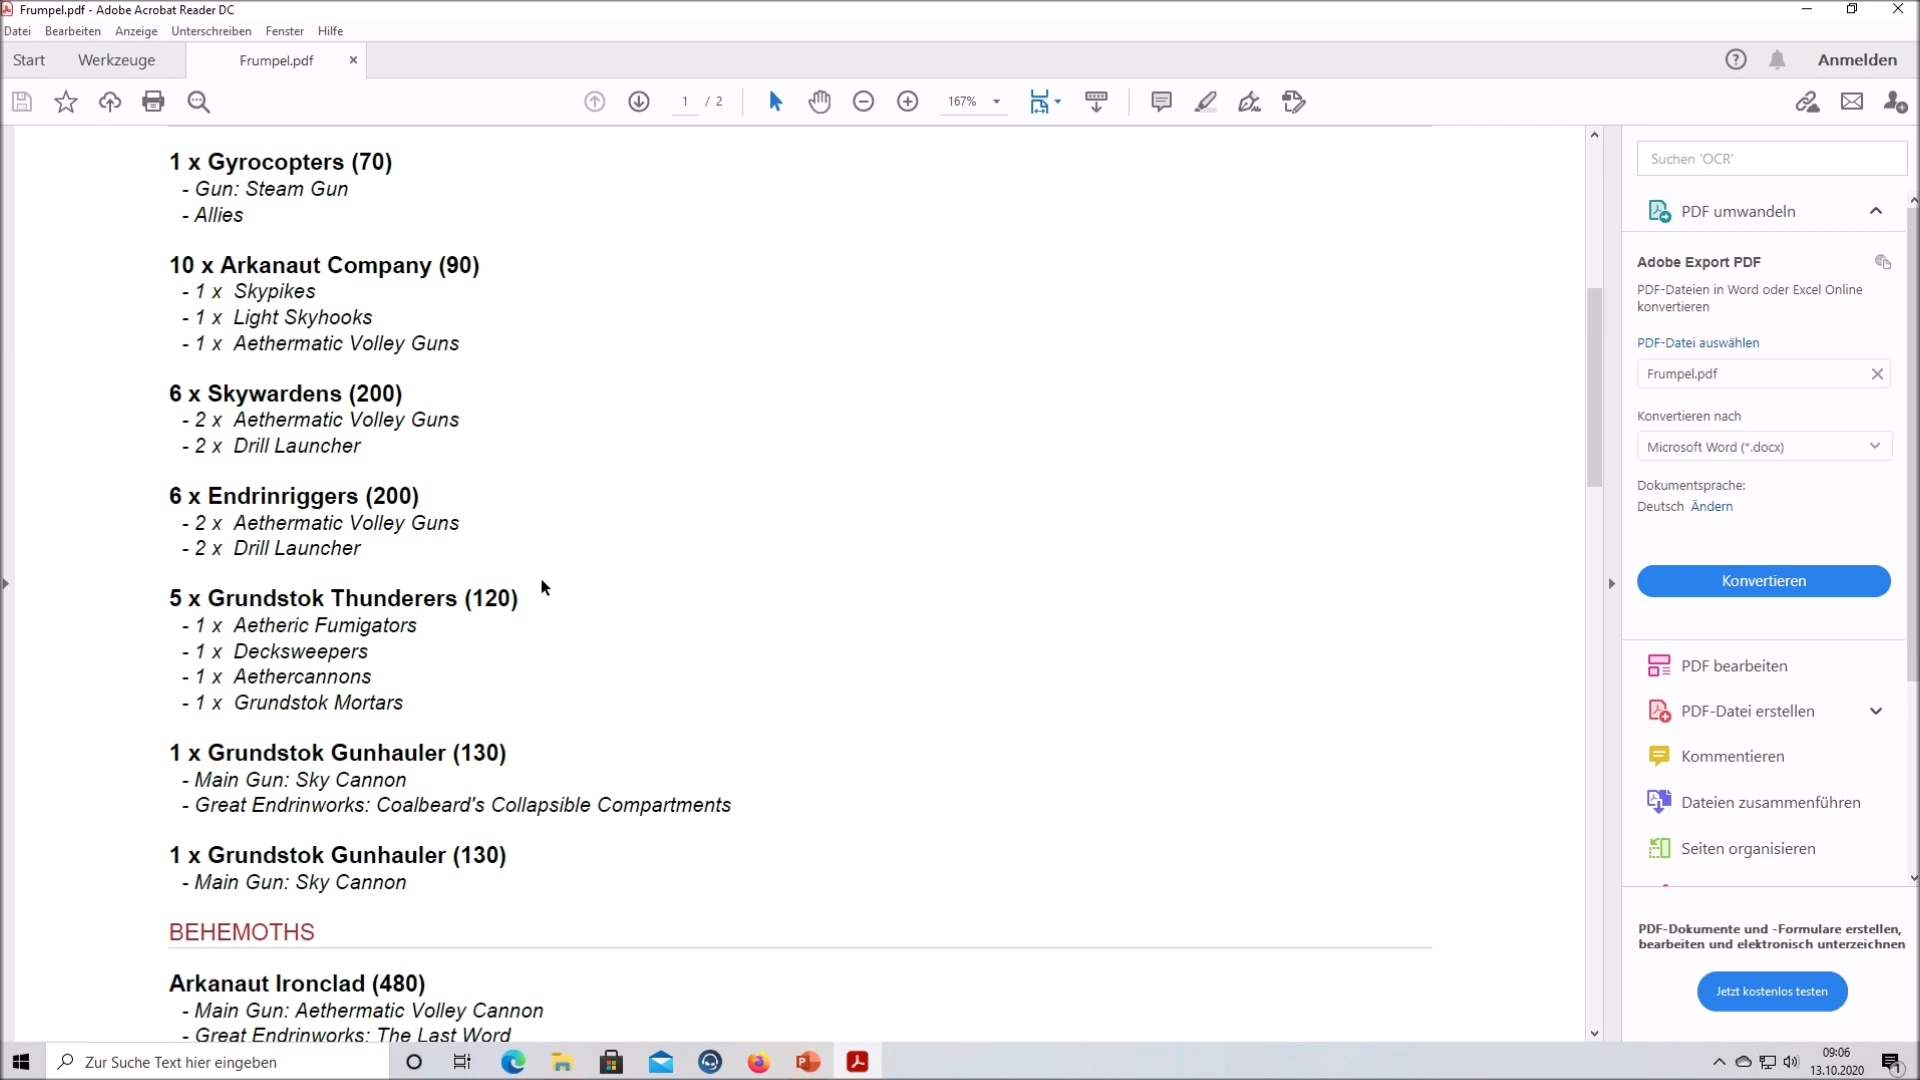 Frumpel.pdf - Adobe Acrobat Reader DC
Datei Bearbeiten Anzeige Unterschreiben Fenster Hilfe
Start Werkzeuge Frumpel.pdf × Anmelden
1 / 2 167%
1 x Gyrocopters (70)
- Gun: Steam Gun
- Allies
10 x Arkanaut Company (90)
- 1 x Skypikes
- 1 x Light Skyhooks
- 1 x Aethermatic Volley Guns
6 x Skywardens (200)
- 2 x Aethermatic Volley Guns
- 2 x Drill Launcher
6 x Endrinriggers (200)
- 2 x Aethermatic Volley Guns
- 2 x Drill Launcher
5 x Grundstok Thunderers (120)
- 1 x Aetheric Fumigators
- 1 x Decksweepers
- 1 x Aethercannons
- 1 x Grundstok Mortars
1 x Grundstok Gunhauler (130)
- Main Gun: Sky Cannon
- Great Endrinworks: Coalbeard's Collapsible Compartments
1 x Grundstok Gunhauler (130)
- Main Gun: Sky Cannon
BEHEMOTHS
Arkanaut Ironclad (480)
- Main Gun: Aethermatic Volley Cannon
- Great Endrinworks: The Last Word
Suchen 'OCR'
PDF umwandeln
Adobe Export PDF
PDF-Dateien in Word oder Excel Online
konvertieren
PDF-Datei auswählen
Frumpel.pdf
Konvertieren nach
Microsoft Word (*.docx)
Dokumentsprache:
Deutsch Ändern
Konvertieren
PDF bearbeiten
PDF-Datei erstellen
Kommentieren
Dateien zusammenführen
Seiten organisieren
PDF-Dokumente und -Formulare erstellen,
bearbeiten und elektronisch unterzeichnen
Jetzt kostenlos testen
Zur Suche Text hier eingeben
09:06
13.10.2020
1